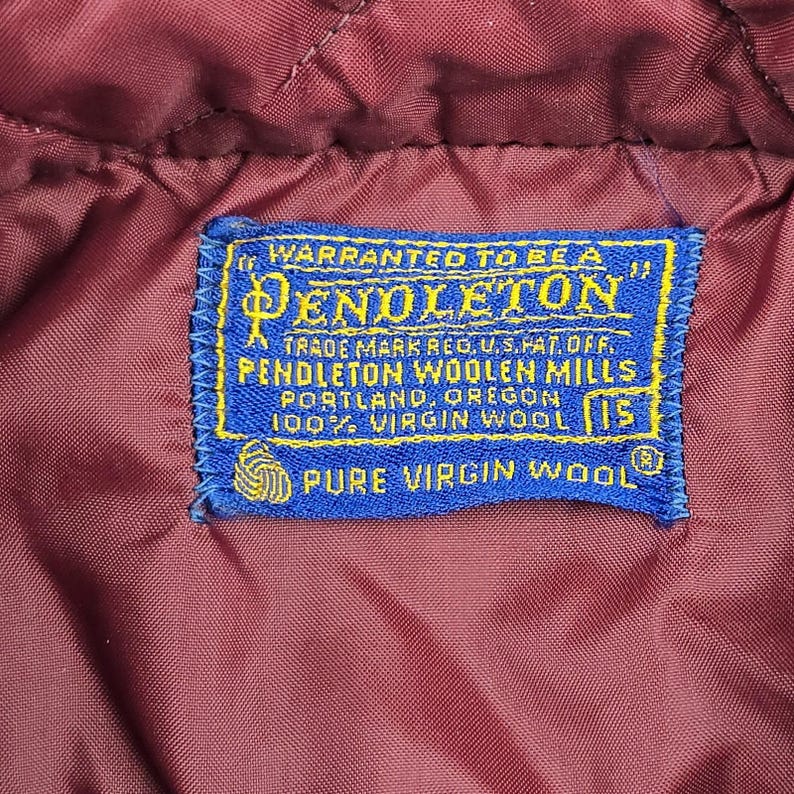 WARRANTED TO BE A
"PENDLETON"
TRADE MARK REG. U.S. PAT. OFF.
PENDLETON WOOLEN MILLS
PORTLAND, OREGON
100% VIRGIN WOOL 15
PURE VIRGIN WOOL®